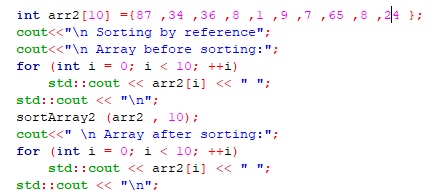 int arr2[10] ={87 ,34 ,36 ,8 ,1 ,9 ,7 ,65 ,8 ,24 };
cout<<"\n Sorting by reference";
cout<<"\n Array before sorting:";
for (int i = 0; i < 10; ++i)
    std::cout << arr2[i] << " ";
std::cout << "\n";
sortArray2 (arr2 , 10);
cout<<" \n Array after sorting:";
for (int i = 0; i < 10; ++i)
    std::cout << arr2[i] << " ";
std::cout << "\n";